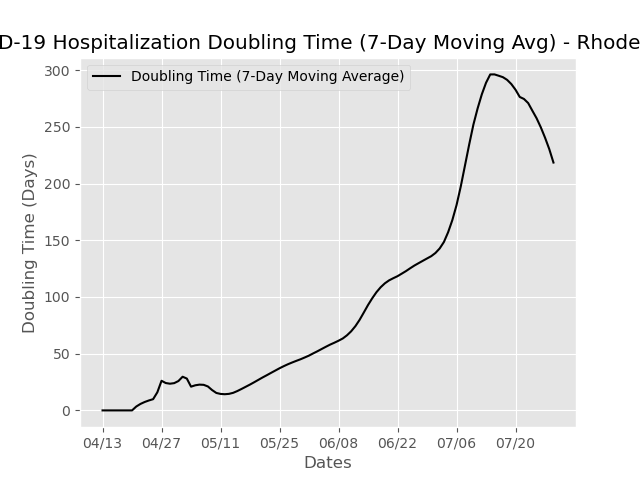 D-19 Hospitalization Doubling Time (7-Day Moving Avg) - Rhode
Doubling Time (7-Day Moving Average)
Doubling Time (Days)
300
250
200
150
100
50
0
04/13 04/27 05/11 05/25 06/08 06/22 07/06 07/20
Dates